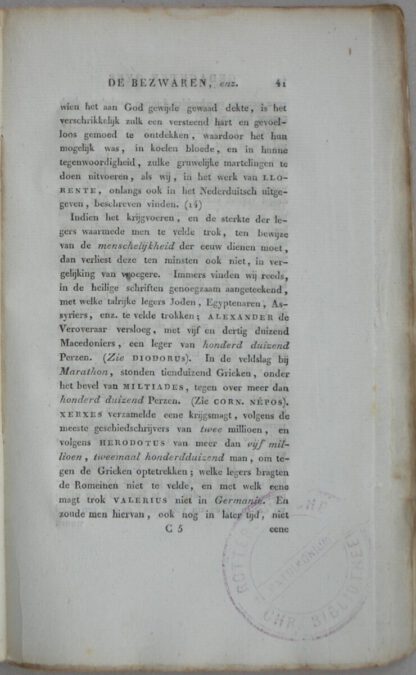 DE BEZWAREN, enz. 41
wien het aan God gewijde gewaad dekte, is het
verschrikkelijk zulk een versteend hart en gevoel-
loos gemoed te ontdekken, waardoor het hun
mogelijk was, in koelen bloede, en in hunne
tegenwoordigheid, zulke gruwelijke martelingen te
doen uitvoeren, als wij, in het werk van LLO-
RENTE, onlangs ook in het Nederduitsch uitge-
geven, beschreven vinden. (14)
Indien het krijgvoeren, en de sterkte der le-
gers waarmede men te velde trok, ten bewijze
van de menschelijkheid der eeuw dienen moet,
dan verliest deze ten minsten ook niet, in ver-
gelijking van vroegere. Immers vinden wij reeds,
in de heilige schriften genoegzaam aangeteekend,
met welke talrijke legers Joden, Egyptenaren, As-
syriers, enz. te velde trokken; ALEXANDER de
Veroveraar versloeg, met vijf en dertig duizend
Macedoniers, een leger van honderd duizend
Perzen. (Zie DIODORUS). In de veldslag bij
Marathon, stonden tienduizend Grieken, onder
het bevel van MILTIADES, tegen over meer dan
honderd duizend Perzen. (Zie CORN. NÉPOS).
XERXES verzamelde eene krijgsmagt, volgens de
meeste geschiedschrijvers van twee millioen, en
volgens HERODOTUS van meer dan vijf mil-
lioen, tweemaal honderdduizend man, om te-
gen de Grieken optetrekken; welke legers bragten
de Romeinen niet te velde, en met welk eene
magt trok VALERIUS niet in Germanie. En
zoude men hiervan, ook nog in later tijd, niet
C 5 eene
CHR. BIBLIOTHEE